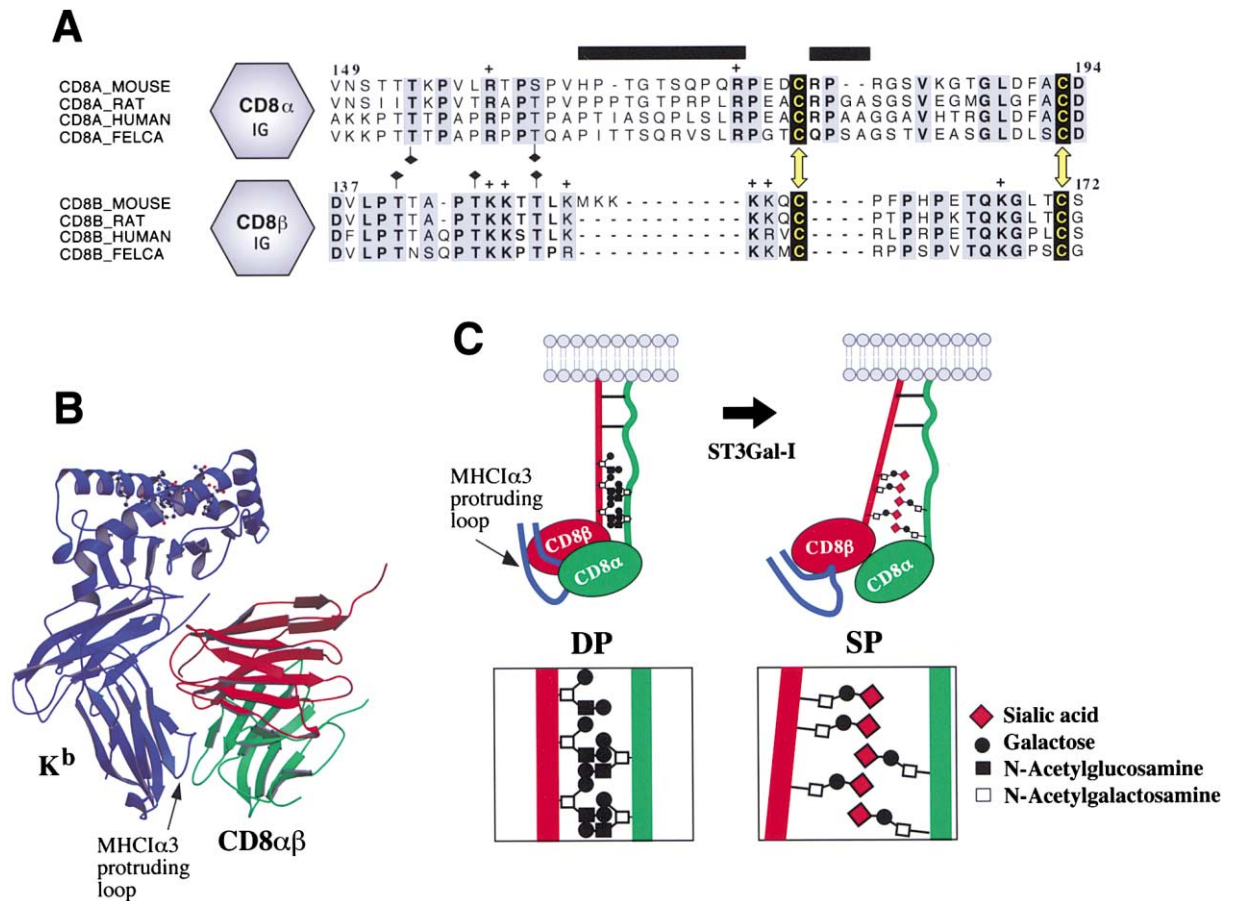 A
149
+
+
194
CD8A_MOUSE
CD8A_RAT
CD8A_HUMAN
CD8A_FELCA
CD8α
IG
VNSTTTKPVLRTPSPVHP-TGTSQPQRPEDCRP--RGSVKGTGLDFACD
VNSIITKPVTRAPTPVPPPTGTPRPLRPEACRPGASGSVEGMGLGFACD
AKKPTTTPAPRPPTPAPTIASQPLSLRPEACRPAAGGAVHTRGLDFACD
VKKPTTTPAPRPPTQAPITTSQRVSLRPGTCQPSAGSTVEASGLDLSCD
137
+ +
+
+ +
+
172
CD8B_MOUSE
CD8B_RAT
CD8B_HUMAN
CD8B_FELCA
CD8β
IG
DVLPTTA-PTKKTTLKMKK--------KKQC----PFPHPETQKGLTCS
DVLPTTA-PTKKTTLK-----------KKQC----PTPHPKTQKGLTCG
DFLPTTAQPTKKSTLK-----------KRVC----RLPRPETQKGPLCS
DVLPTNSQPTKKPTPR-----------KKMC----RPPSPVTQKGPSCG
B
Kᵇ
CD8αβ
MHCIα3
protruding
loop
C
ST3Gal-I
MHCIα3
protruding
loop
CD8β
CD8α
CD8β
CD8α
DP
SP
Sialic acid
Galactose
N-Acetylglucosamine
N-Acetylgalactosamine